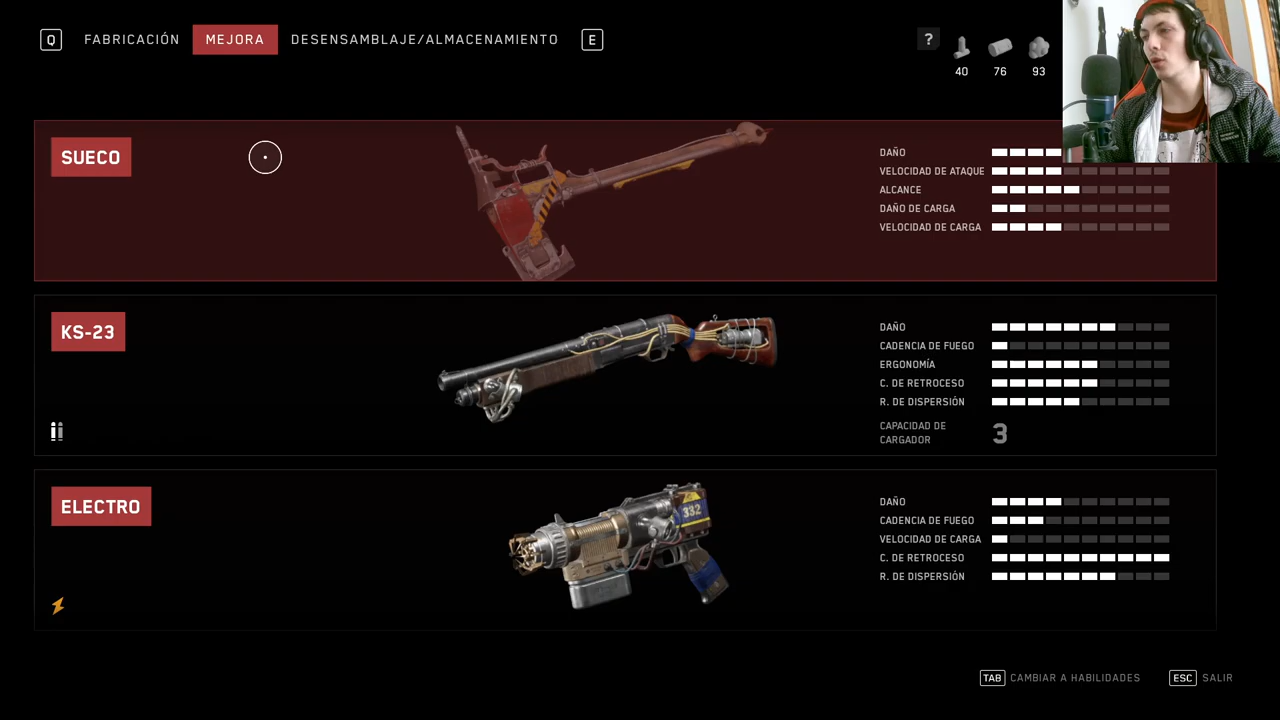 Q FABRICACIÓN MEJORA DESENSAMBLAJE/ALMACENAMIENTO E ?
40 76 93
SUECO
DAÑO
VELOCIDAD DE ATAQUE
ALCANCE
DAÑO DE CARGA
VELOCIDAD DE CARGA
KS-23
DAÑO
CADENCIA DE FUEGO
ERGONOMÍA
C. DE RETROCESO
R. DE DISPERSIÓN
CAPACIDAD DE
CARGADOR
3
ELECTRO
332
DAÑO
CADENCIA DE FUEGO
VELOCIDAD DE CARGA
C. DE RETROCESO
R. DE DISPERSIÓN
TAB CAMBIAR A HABILIDADES ESC SALIR